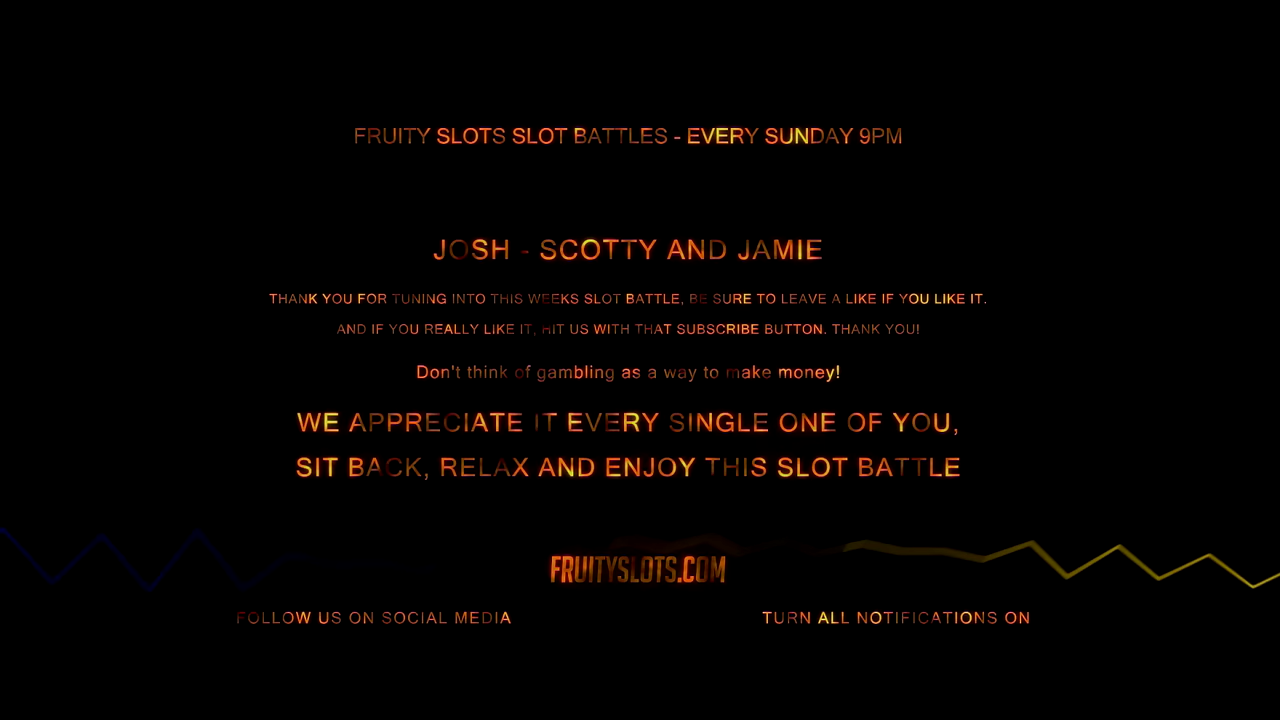 FRUITY SLOTS SLOT BATTLES - EVERY SUNDAY 9PM
JOSH - SCOTTY AND JAMIE
THANK YOU FOR TUNING INTO THIS WEEKS SLOT BATTLE, BE SURE TO LEAVE A LIKE IF YOU LIKE IT.
AND IF YOU REALLY LIKE IT, HIT US WITH THAT SUBSCRIBE BUTTON. THANK YOU!
Don't think of gambling as a way to make money!
WE APPRECIATE IT EVERY SINGLE ONE OF YOU,
SIT BACK, RELAX AND ENJOY THIS SLOT BATTLE
FRUITYSLOTS.COM
FOLLOW US ON SOCIAL MEDIA
TURN ALL NOTIFICATIONS ON